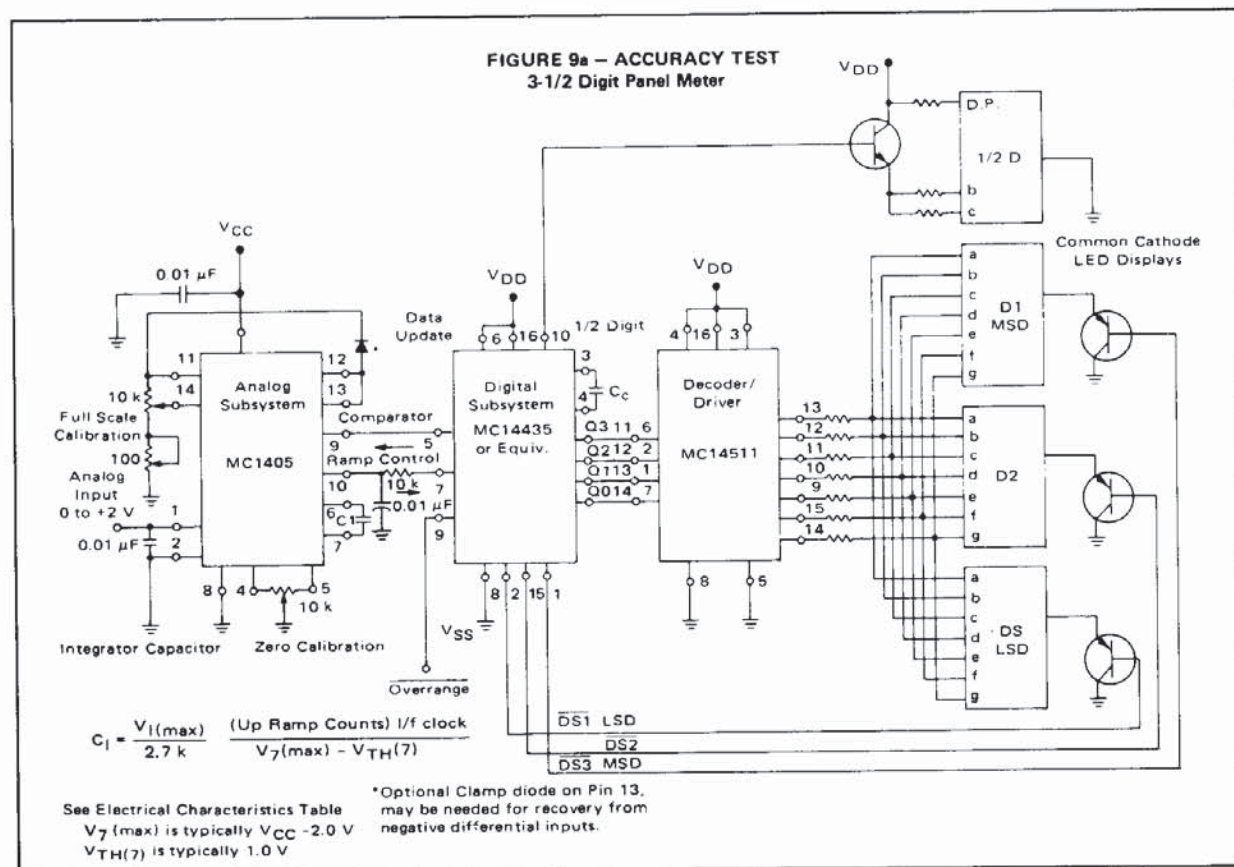 FIGURE 9a – ACCURACY TEST
3-1/2 Digit Panel Meter
VDD
D.P.
1/2 D
b
c
Common Cathode
LED Displays
VCC
0.01 µF
VDD
VDD
Data
Update
6 16 10
1/2 Digit
4 16 3
11
14
12
13
Analog
Subsystem
MC1405
10 k
Full Scale
Calibration
100
Analog
Input
0 to +2 V
0.01 µF
1
2
Comparator
9
5
Ramp Control
10
10 k
7
0.01 µF
6
C1
7
9
8
4
5
10 k
Integrator Capacitor
Zero Calibration
Digital
Subsystem
MC14435
or Equiv.
3
4
Cc
Q3 11 6
Q2 12 2
Q1 13 1
Q0 14 7
8 2 15 1
VSS
Overrange
Decoder/
Driver
MC14511
13
12
11
10
9
15
14
8
5
a
b
c
d
e
f
g
D1
MSD
a
b
c
d
e
f
g
D2
a
b
c
d
e
f
g
DS
LSD
DS1 LSD
DS2
DS3 MSD
CI = VI(max) / 2.7 k (Up Ramp Counts) I/f clock / V7(max) – VTH(7)
See Electrical Characteristics Table
V7 (max) is typically VCC -2.0 V
VTH(7) is typically 1.0 V
*Optional Clamp diode on Pin 13,
may be needed for recovery from
negative differential inputs.